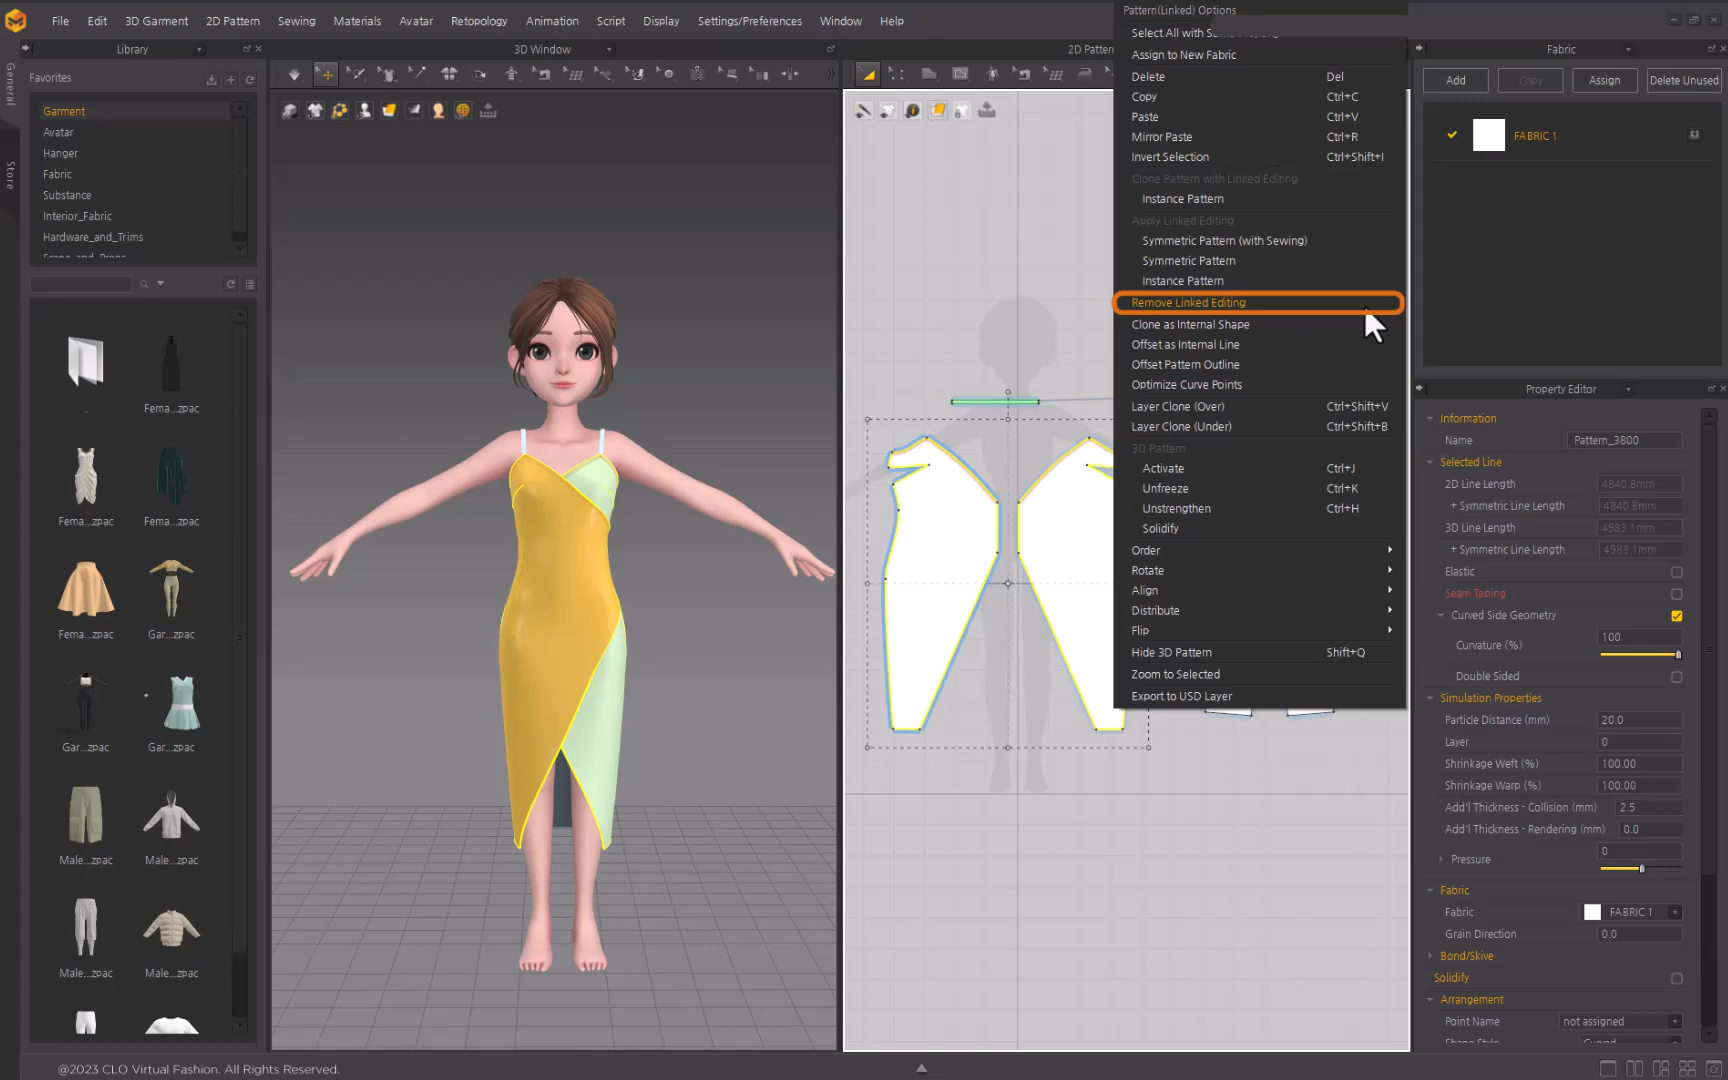 File
Edit
3D Garment
2D Pattern
Sewing
Materials
Avatar
Retopology
Animation
Script
Display
Settings/Preferences
Window
Help
General
Store
Library
Favorites
Garment
Avatar
Hanger
Fabric
Substance
Interior_Fabric
Hardware_and_Trims
..
Fema...zpac
Fema...zpac
Fema...zpac
Fema...zpac
Gar...zpac
Gar...zpac
Gar...zpac
Male...zpac
Male...zpac
Male...zpac
Male...zpac
3D Window
2D Pattern
Pattern(Linked) Options
Select All with
Assign to New Fabric
Delete Del
Copy Ctrl+C
Paste Ctrl+V
Mirror Paste Ctrl+R
Invert Selection Ctrl+Shift+I
Clone Pattern with Linked Editing
Instance Pattern
Apply Linked Editing
Symmetric Pattern (with Sewing)
Symmetric Pattern
Instance Pattern
Remove Linked Editing
Clone as Internal Shape
Offset as Internal Line
Offset Pattern Outline
Optimize Curve Points
Layer Clone (Over) Ctrl+Shift+V
Layer Clone (Under) Ctrl+Shift+B
3D Pattern
Activate Ctrl+J
Unfreeze Ctrl+K
Unstrengthen Ctrl+H
Solidify
Order
Rotate
Align
Distribute
Flip
Hide 3D Pattern Shift+Q
Zoom to Selected
Export to USD Layer
Fabric
Add
Copy
Assign
Delete Unused
FABRIC 1
Property Editor
Information
Name Pattern_3800
Selected Line
2D Line Length 4840.8mm
+ Symmetric Line Length 4840.8mm
3D Line Length 4983.1mm
+ Symmetric Line Length 4983.1mm
Elastic
Seam Taping
Curved Side Geometry
Curvature (%) 100
Double Sided
Simulation Properties
Particle Distance (mm) 20.0
Layer 0
Shrinkage Weft (%) 100.00
Shrinkage Warp (%) 100.00
Add'l Thickness - Collision (mm) 2.5
Add'l Thickness - Rendering (mm) 0.0
Pressure 0
Fabric
Fabric FABRIC 1
Grain Direction 0.0
Bond/Skive
Solidify
Arrangement
Point Name not assigned
@2023 CLO Virtual Fashion. All Rights Reserved.